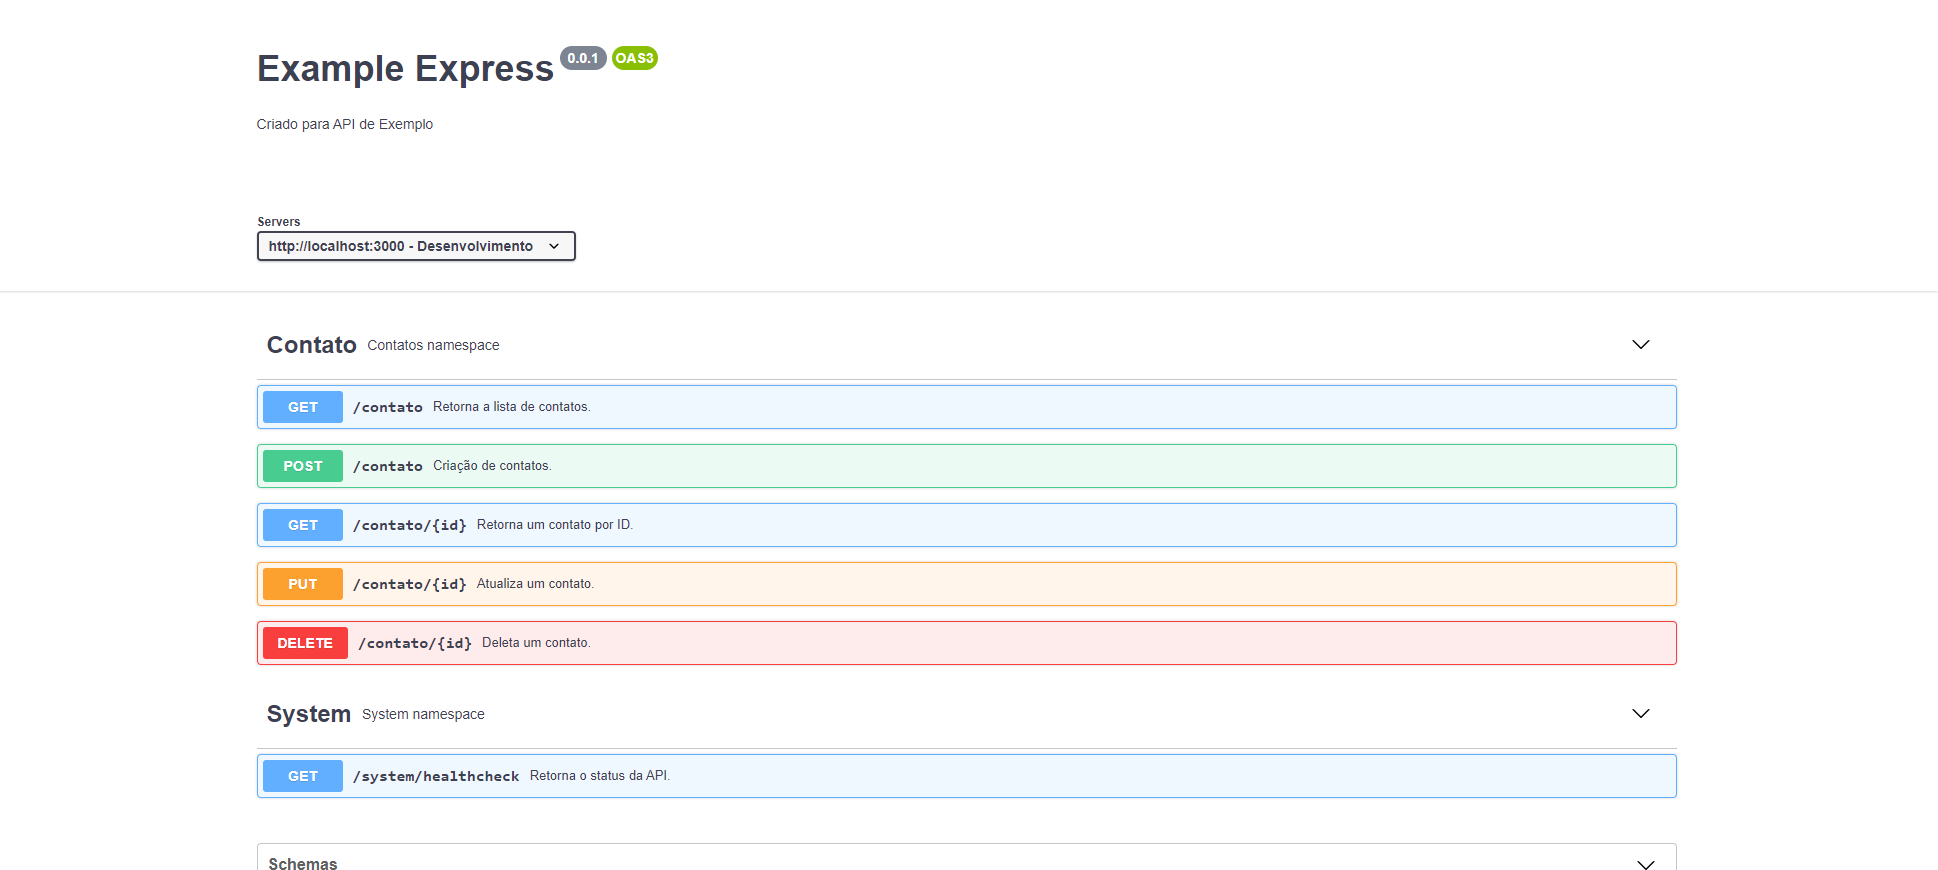 Example Express 0.0.1 OAS3
Criado para API de Exemplo
Servers
http://localhost:3000 - Desenvolvimento
Contato Contatos namespace
GET /contato Retorna a lista de contatos.
POST /contato Criação de contatos.
GET /contato/{id} Retorna um contato por ID.
PUT /contato/{id} Atualiza um contato.
DELETE /contato/{id} Deleta um contato.
System System namespace
GET /system/healthcheck Retorna o status da API.
Schemas